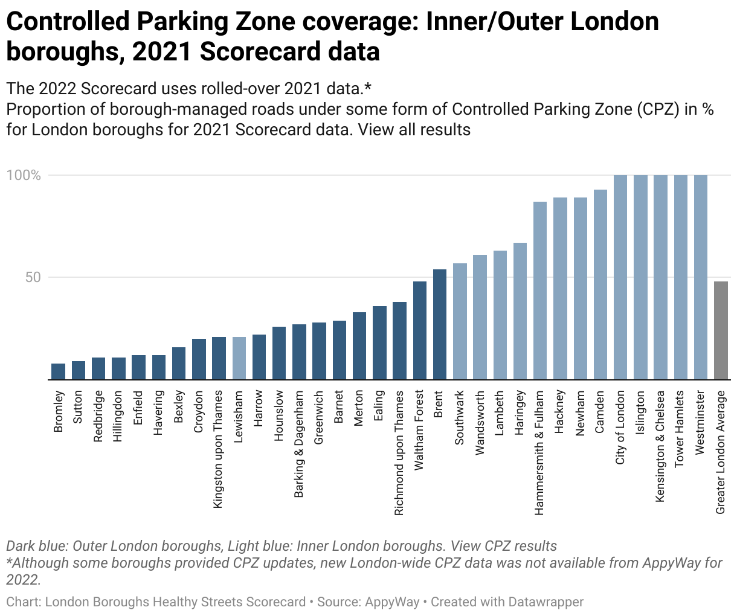 Controlled Parking Zone coverage: Inner/Outer London
boroughs, 2021 Scorecard data
The 2022 Scorecard uses rolled-over 2021 data.*
Proportion of borough-managed roads under some form of Controlled Parking Zone (CPZ) in %
for London boroughs for 2021 Scorecard data. View all results
100%
50
Bromley
Sutton
Redbridge
Hillingdon
Enfield
Havering
Bexley
Croydon
Kingston upon Thames
Lewisham
Harrow
Hounslow
Barking & Dagenham
Greenwich
Barnet
Merton
Ealing
Richmond upon Thames
Waltham Forest
Brent
Southwark
Wandsworth
Lambeth
Haringey
Hammersmith & Fulham
Hackney
Newham
Camden
City of London
Islington
Kensington & Chelsea
Tower Hamlets
Westminster
Greater London Average
Dark blue: Outer London boroughs, Light blue: Inner London boroughs. View CPZ results
*Although some boroughs provided CPZ updates, new London-wide CPZ data was not available from AppyWay for
2022.
Chart: London Boroughs Healthy Streets Scorecard • Source: AppyWay • Created with Datawrapper